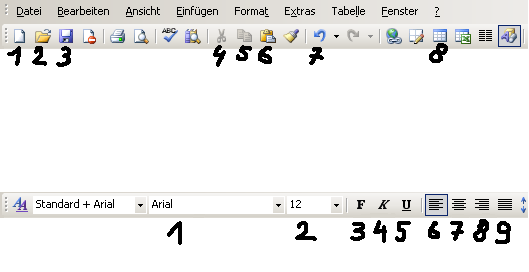 Datei Bearbeiten Ansicht Einfügen Format Extras Tabelle Fenster ?
ABC
1 2 3 4 5 6 7 8
Standard + Arial Arial 12 F K U
1 2 3 4 5 6 7 8 9